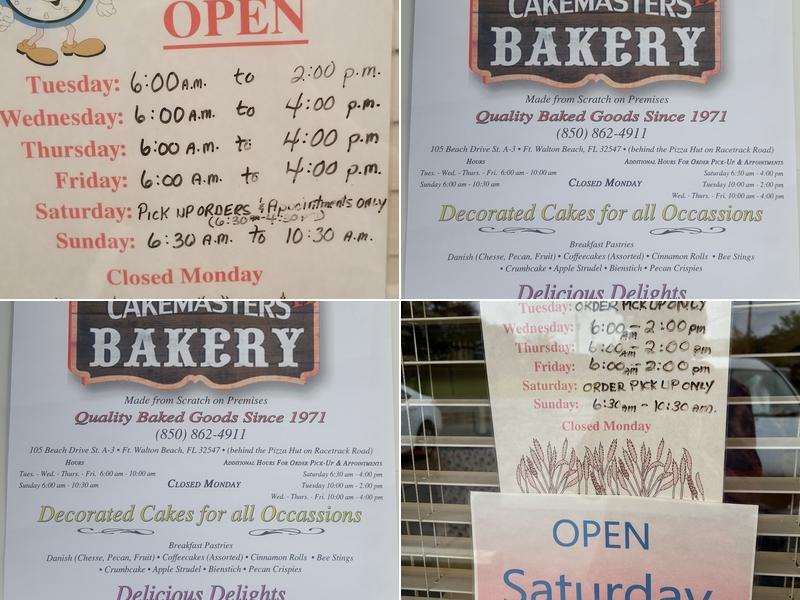 OPEN
Tuesday: 6:00 A.M. to 2:00 p.m.
Wednesday: 6:00 A.M. to 4:00 p.m.
Thursday: 6:00 A.M. to 4:00 p.m
Friday: 6:00 A.M. to 4:00 p.m.
Saturday: PICK UP ORDERS & Appointments ONLY
(6:30am-4:30pm)
Sunday: 6:30 A.M. to 10:30 A.M.
Closed Monday
CAKEMASTERS
BAKERY
Made from Scratch on Premises
Quality Baked Goods Since 1971
(850) 862-4911
105 Beach Drive St. A-3 • Ft. Walton Beach, FL 32547 • (behind the Pizza Hut on Racetrack Road)
HOURS
ADDITIONAL HOURS FOR ORDER PICK-UP & APPOINTMENTS
Tues. - Wed. - Thurs. - Fri. 6:00 am - 10:00 am
Saturday 6:30 am - 4:00 pm
Sunday 6:00 am - 10:30 am
CLOSED MONDAY
Tuesday 10:00 am - 2:00 pm
Wed. - Thurs. - Fri. 10:00 am - 4:00 pm
Decorated Cakes for all Occassions
Breakfast Pastries
Danish (Chesse, Pecan, Fruit) • Coffeecakes (Assorted) • Cinnamon Rolls • Bee Stings
• Crumbcake • Apple Strudel • Bienstich • Pecan Crispies
Delicious Delights
CAKEMASTERS
BAKERY
Made from Scratch on Premises
Quality Baked Goods Since 1971
(850) 862-4911
105 Beach Drive St. A-3 • Ft. Walton Beach, FL 32547 • (behind the Pizza Hut on Racetrack Road)
HOURS
ADDITIONAL HOURS FOR ORDER PICK-UP & APPOINTMENTS
Tues. - Wed. - Thurs. - Fri. 6:00 am - 10:00 am
Saturday 6:30 am - 4:00 pm
Sunday 6:00 am - 10:30 am
CLOSED MONDAY
Tuesday 10:00 am - 2:00 pm
Wed. - Thurs. - Fri. 10:00 am - 4:00 pm
Decorated Cakes for all Occassions
Breakfast Pastries
Danish (Chesse, Pecan, Fruit) • Coffeecakes (Assorted) • Cinnamon Rolls • Bee Stings
• Crumbcake • Apple Strudel • Bienstich • Pecan Crispies
Delicious Delights
Tuesday: ORDER PICK UP ONLY
Wednesday: 6:00am - 2:00 pm
Thursday: 6:00am - 2:00 pm
Friday: 6:00am - 2:00 pm
Saturday: ORDER PICK UP ONLY
Sunday: 6:30am - 10:30 am.
Closed Monday
OPEN
Saturday